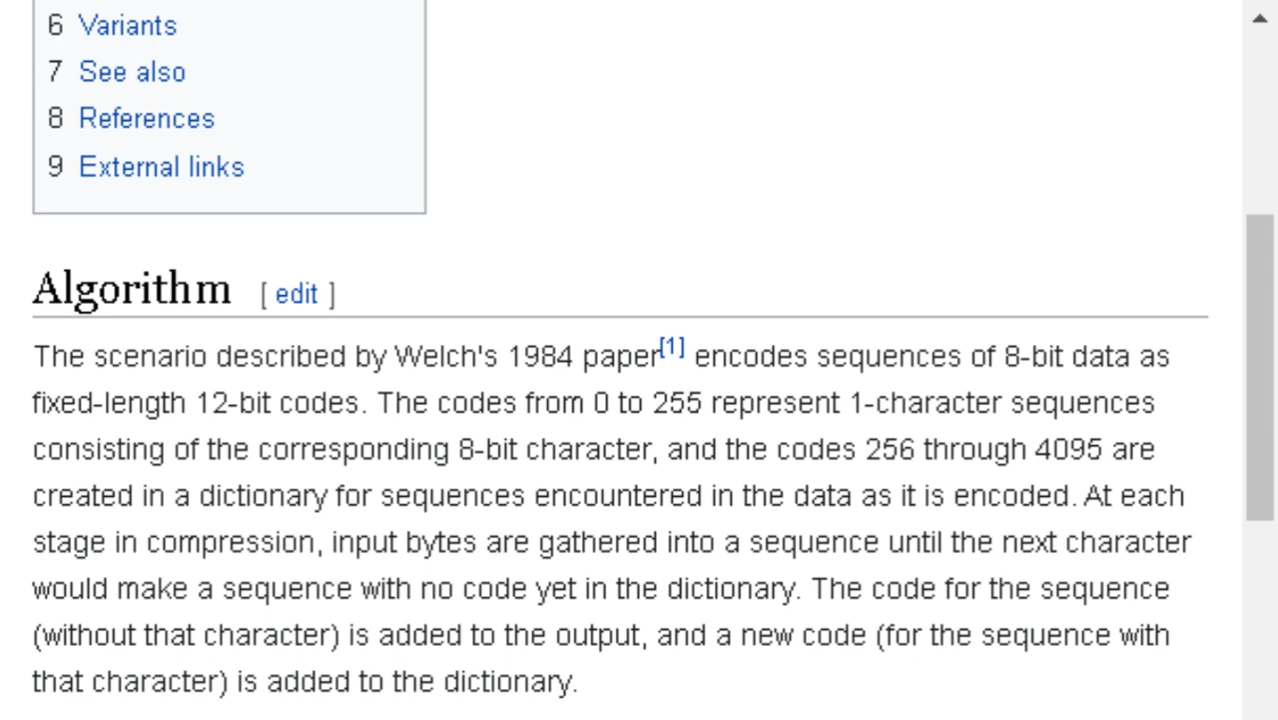 6 Variants
7 See also
8 References
9 External links
Algorithm [ edit ]
The scenario described by Welch's 1984 paper[1] encodes sequences of 8-bit data as
fixed-length 12-bit codes. The codes from 0 to 255 represent 1-character sequences
consisting of the corresponding 8-bit character, and the codes 256 through 4095 are
created in a dictionary for sequences encountered in the data as it is encoded. At each
stage in compression, input bytes are gathered into a sequence until the next character
would make a sequence with no code yet in the dictionary. The code for the sequence
(without that character) is added to the output, and a new code (for the sequence with
that character) is added to the dictionary.